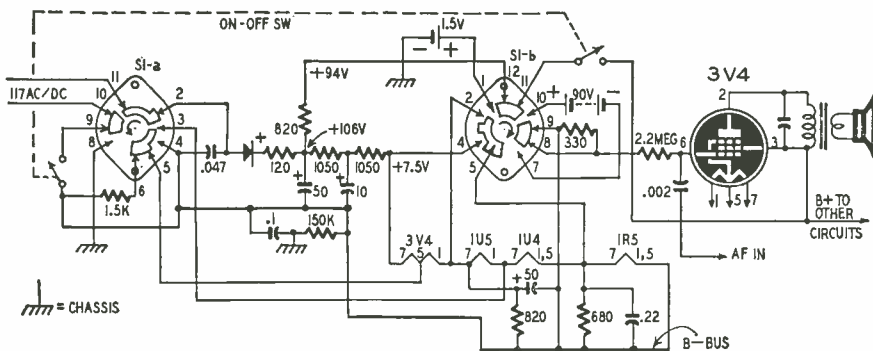 ON-OFF SW
1.5V
- +
S1-a
S1-b
+94V
3V4
11
10
2
117AC/DC
9
3
8
4
5
6
1.5K
.047
+
820
+106V
120
1050
1050
+7.5V
+
50
+
10
.1
150K
1
12
11
2
10
+
90V
-
4
9
330
8
5
7
2.2MEG
6
2
3
.002
1
5
7
B+ TO
OTHER
CIRCUITS
AF IN
3V4
7
5
1
1U5
7
1
1U4
7
1,5
1R5
7
1,5
+
50
820
680
.22
B-BUS
= CHASSIS